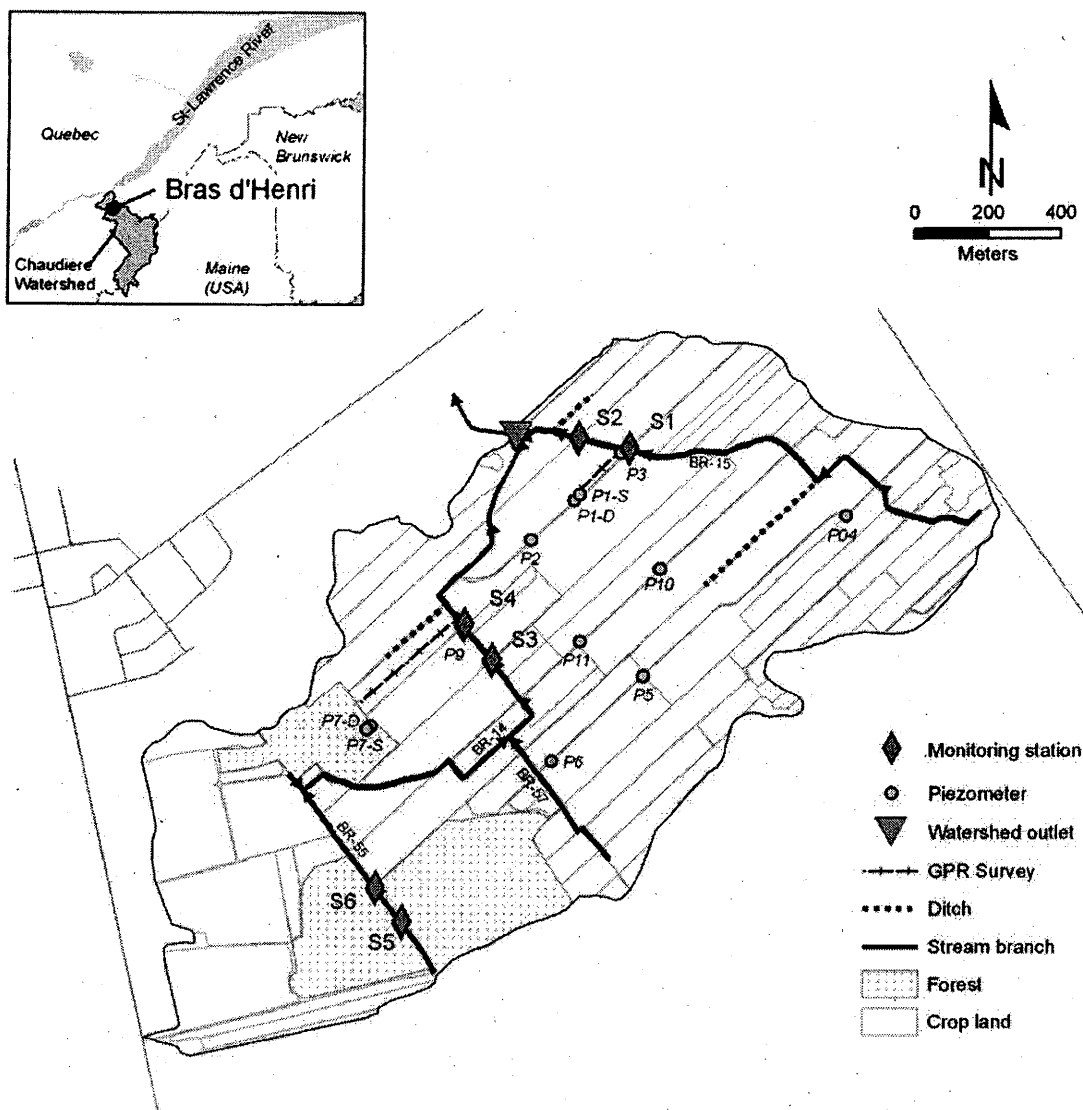 St-Lawrence River
Quebec
New
Brunswick
Bras d'Henri
Chaudiere
Watershed
Maine
(USA)
N
0 200 400
Meters
S2
S1
BR-15
P3
P1-S
P1-D
P04
P2
P10
S4
S3
P9
P11
P5
P7-D
P7-S
BR-14
P6
BR-57
BR-55
S6
S5
Monitoring station
Piezometer
Watershed outlet
GPR Survey
Ditch
Stream branch
Forest
Crop land